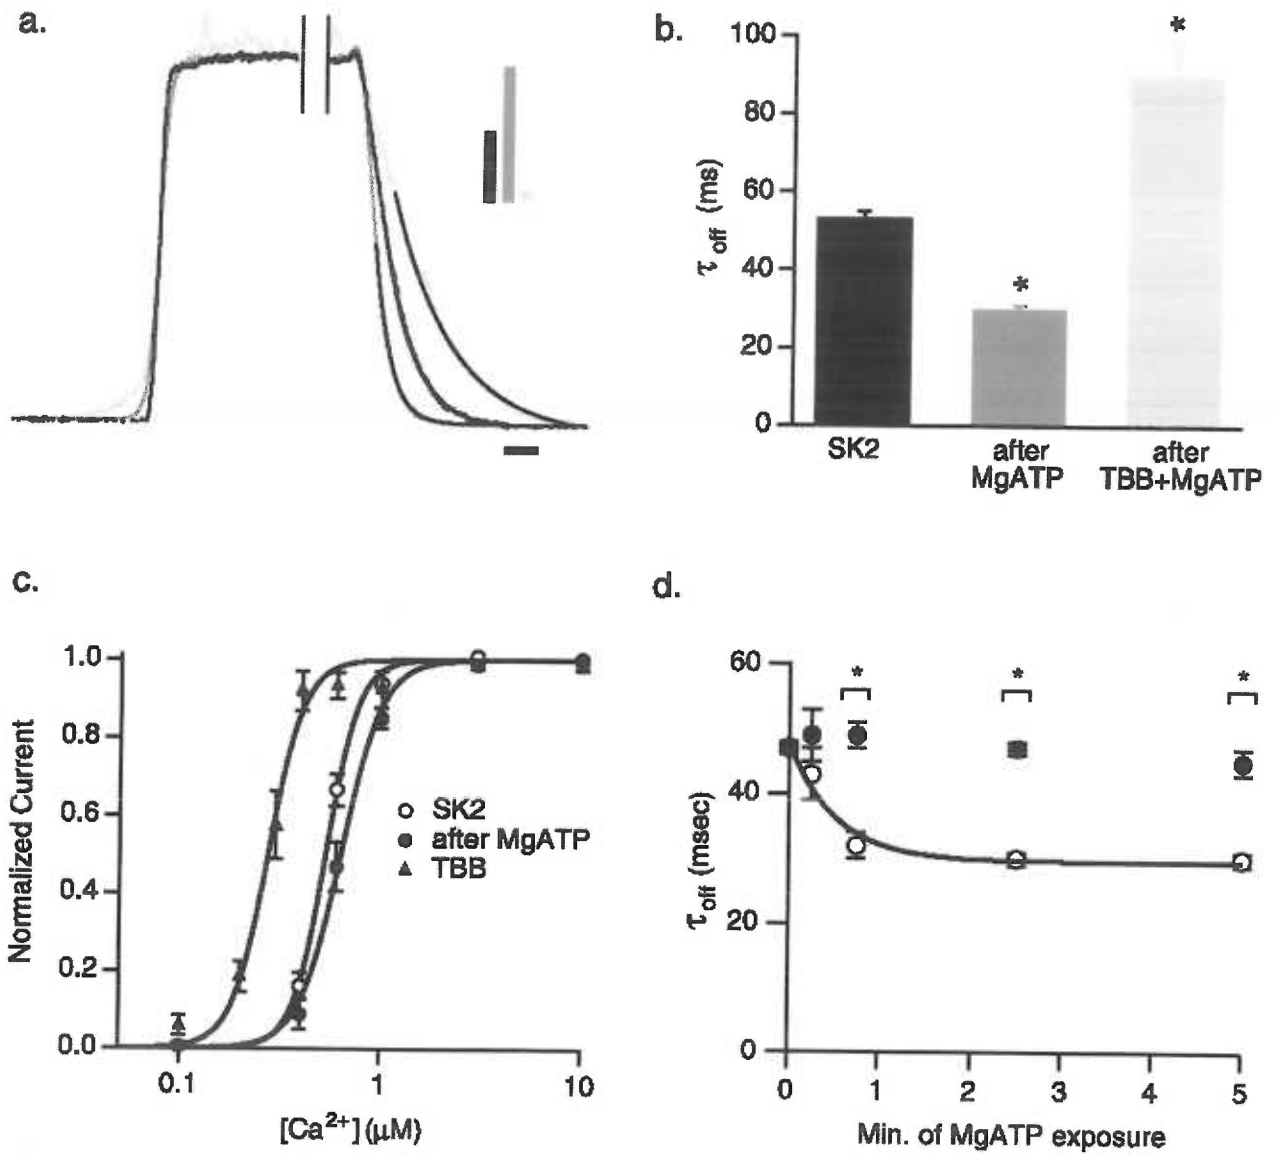 a.
b.
100
80
60
40
20
0
τoff (ms)
*
*
SK2
after
MgATP
after
TBB+MgATP
c.
1.0
0.8
0.6
0.4
0.2
0.0
Normalized Current
SK2
after MgATP
TBB
0.1
1
10
[Ca2+] (μM)
d.
60
40
20
0
τoff (msec)
*
*
*
0
1
2
3
4
5
Min. of MgATP exposure